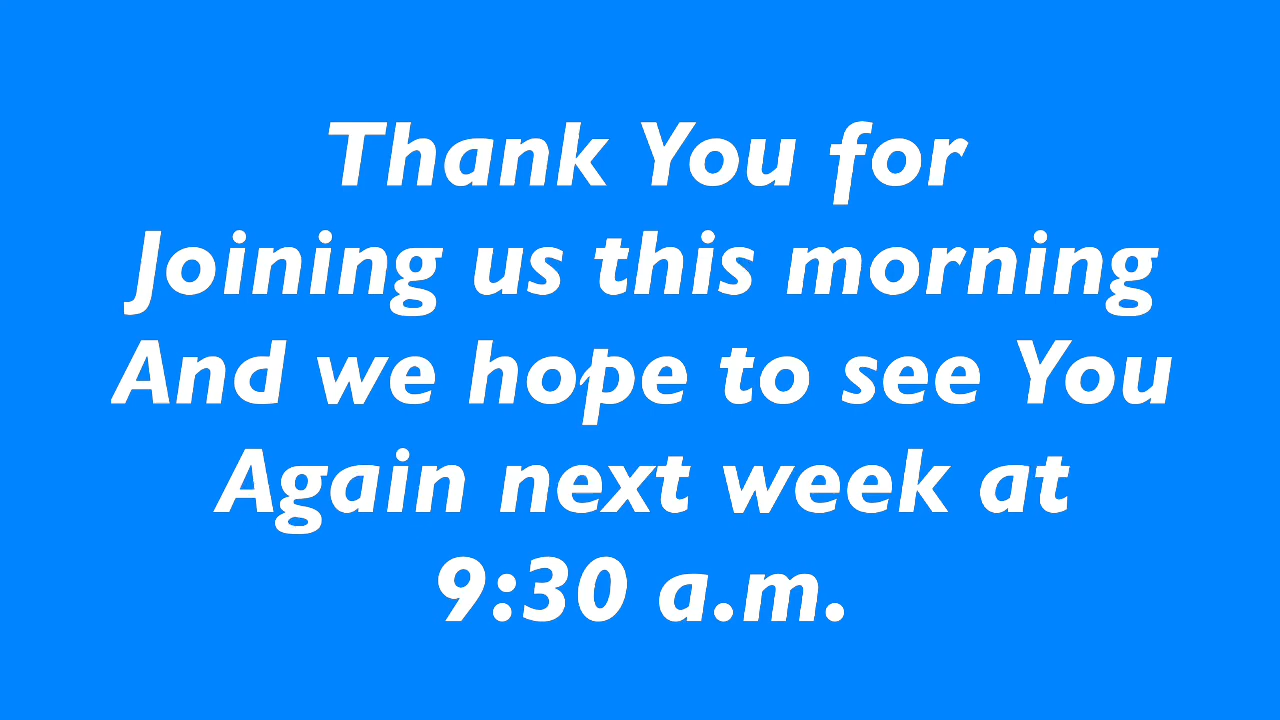 Thank You for
Joining us this morning
And we hope to see You
Again next week at
9:30 a.m.